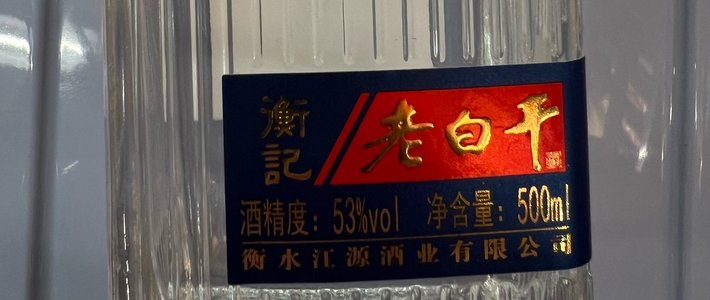 衡記
老白干
酒精度：53%vol 净含量：500ml
衡水江源酒业有限公司